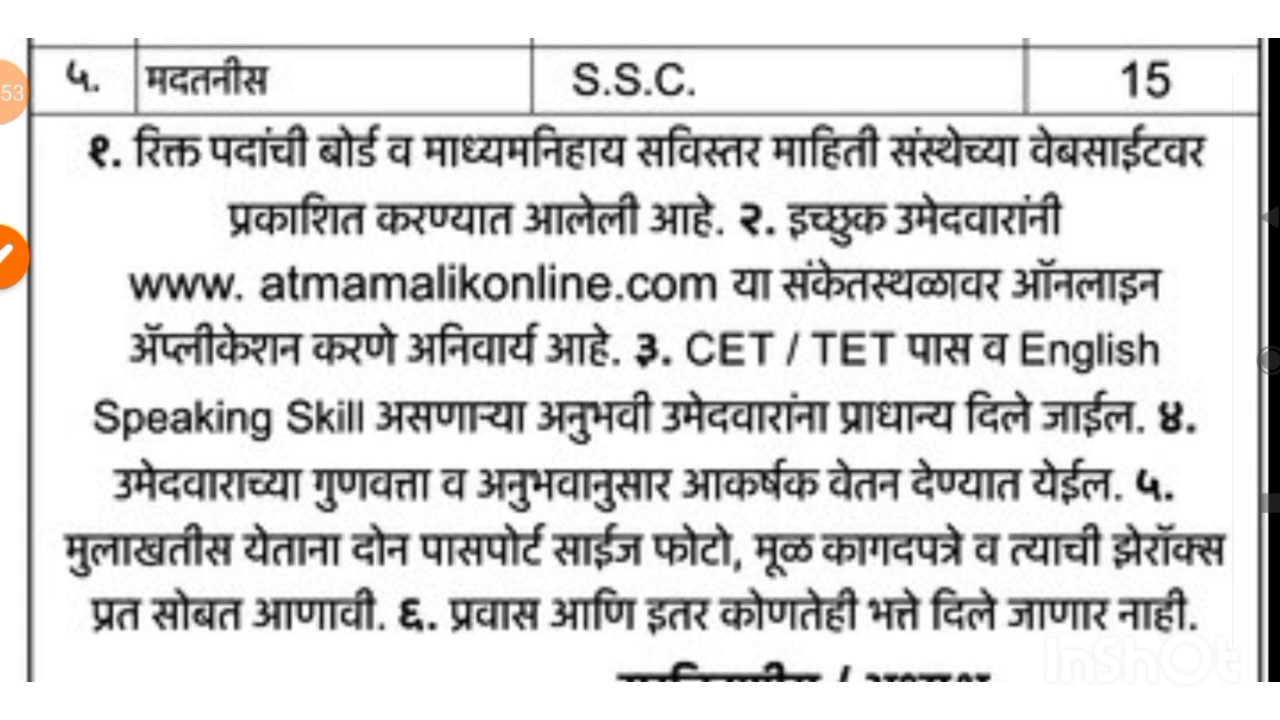 ५. मदतनीस S.S.C. 15
53
१. रिक्त पदांची बोर्ड व माध्यमनिहाय सविस्तर माहिती संस्थेच्या वेबसाईटवर
प्रकाशित करण्यात आलेली आहे. २. इच्छुक उमेदवारांनी
www. atmamalikonline.com या संकेतस्थळावर ऑनलाइन
ॲप्लीकेशन करणे अनिवार्य आहे. ३. CET / TET पास व English
Speaking Skill असणाऱ्या अनुभवी उमेदवारांना प्राधान्य दिले जाईल. ४.
उमेदवाराच्या गुणवत्ता व अनुभवानुसार आकर्षक वेतन देण्यात येईल. ५.
मुलाखतीस येताना दोन पासपोर्ट साईज फोटो, मूळ कागदपत्रे व त्याची झेरॉक्स
प्रत सोबत आणावी. ६. प्रवास आणि इतर कोणतेही भत्ते दिले जाणार नाही.
InShOt